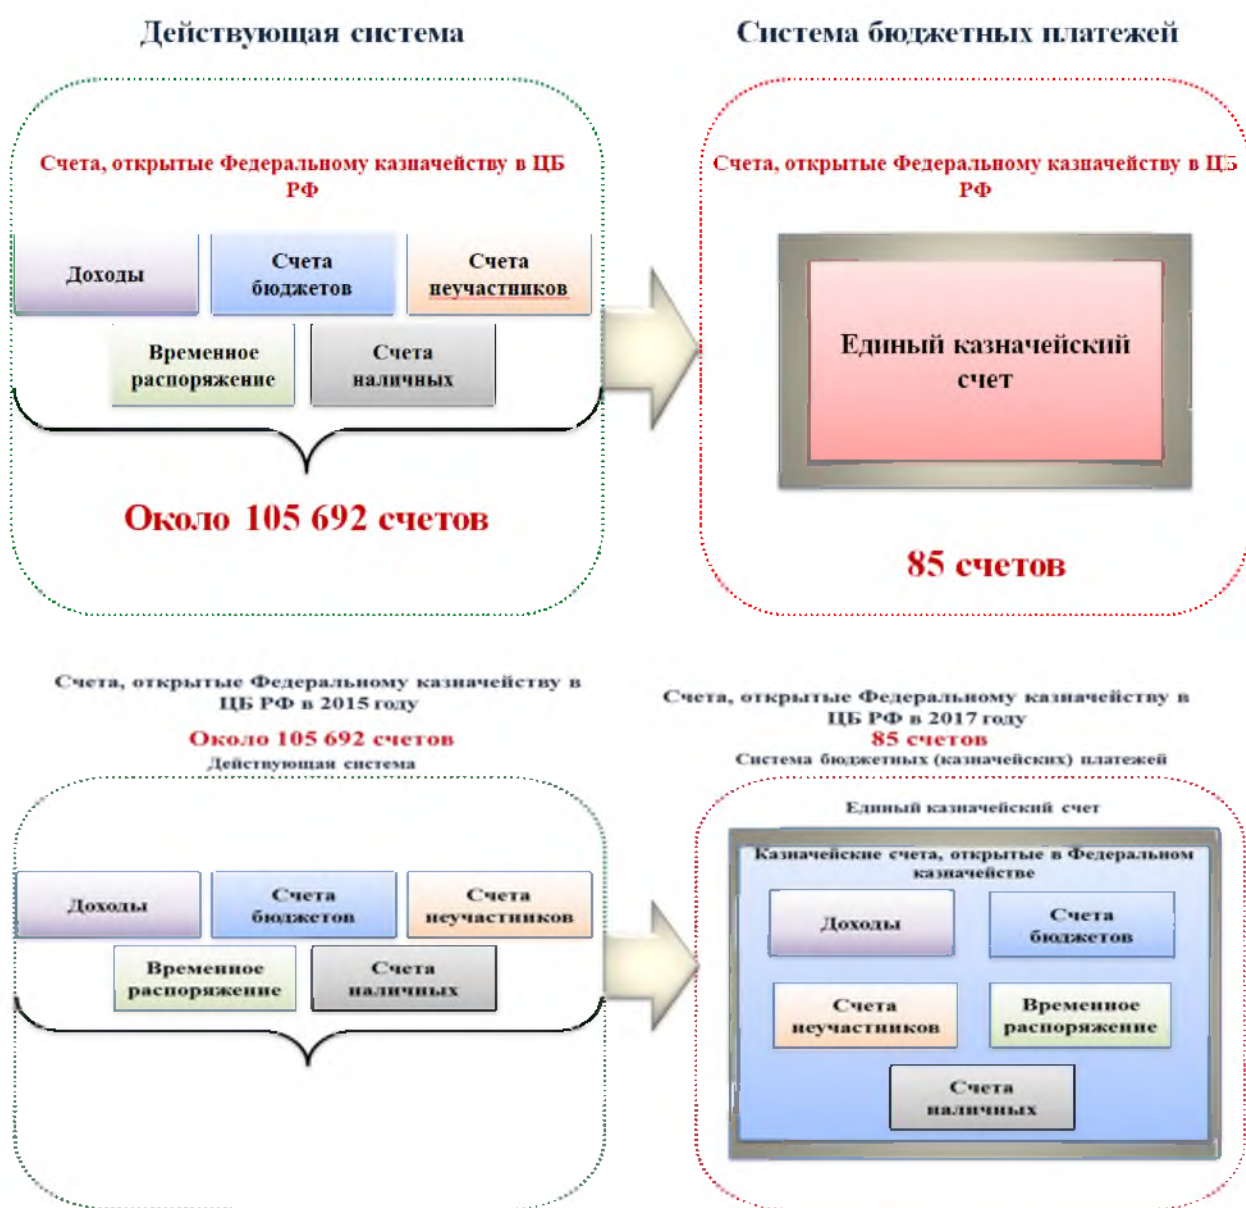 Действующая система
Счета, открытые Федеральному казначейству в ЦБ
РФ
Доходы
Счета
бюджетов
Счета
неучастников
Временное
распоряжение
Счета
наличных
Около 105 692 счетов
Система бюджетных платежей
Счета, открытые Федеральному казначейству в ЦБ
РФ
Единый казначейский
счет
85 счетов
Счета, открытые Федеральному казначейству в
ЦБ РФ в 2015 году
Около 105 692 счетов
Действующая система
Доходы
Счета
бюджетов
Счета
неучастников
Временное
распоряжение
Счета
наличных
Счета, открытые Федеральному казначейству в
ЦБ РФ в 2017 году
85 счетов
Система бюджетных (казначейских) платежей
Единый казначейский счет
Казначейские счета, открытые в Федеральном
казначействе
Доходы
Счета
бюджетов
Счета
неучастников
Временное
распоряжение
Счета
наличных